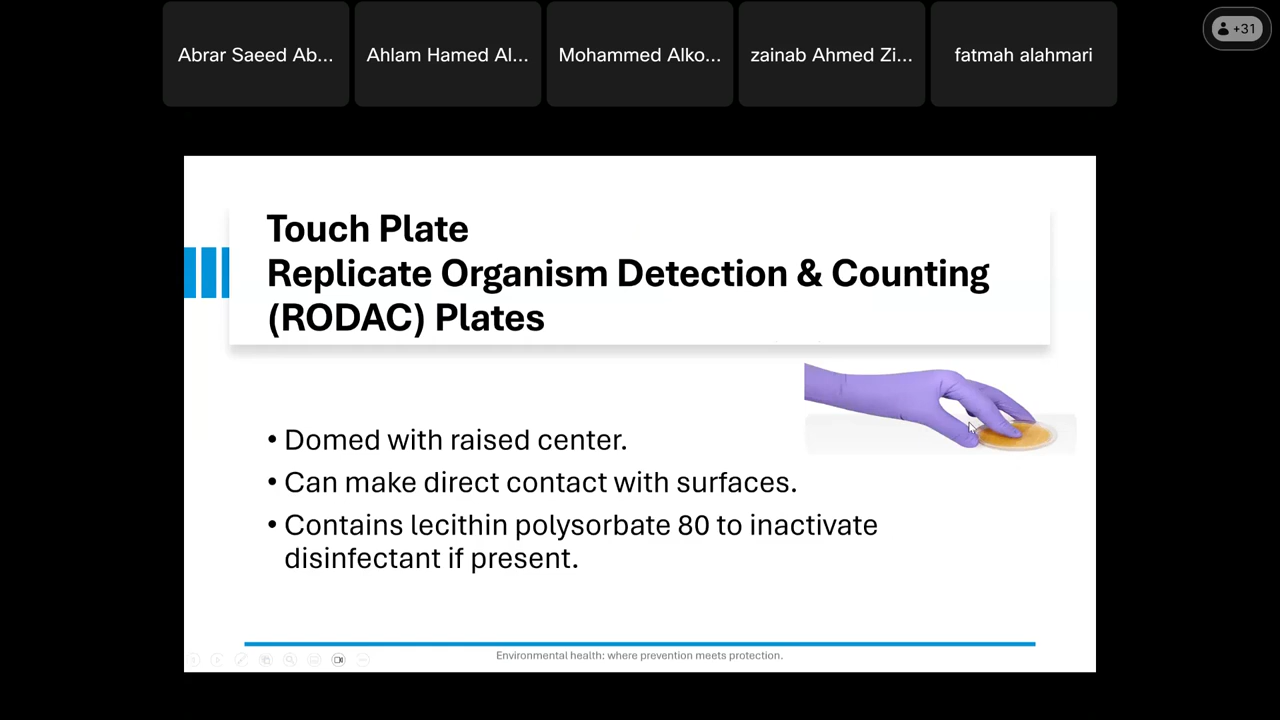 Abrar Saeed Ab...
Ahlam Hamed Al...
Mohammed Alko...
zainab Ahmed Zi...
fatmah alahmari
+31
Touch Plate
Replicate Organism Detection & Counting
(RODAC) Plates
• Domed with raised center.
• Can make direct contact with surfaces.
• Contains lecithin polysorbate 80 to inactivate
disinfectant if present.
Environmental health: where prevention meets protection.